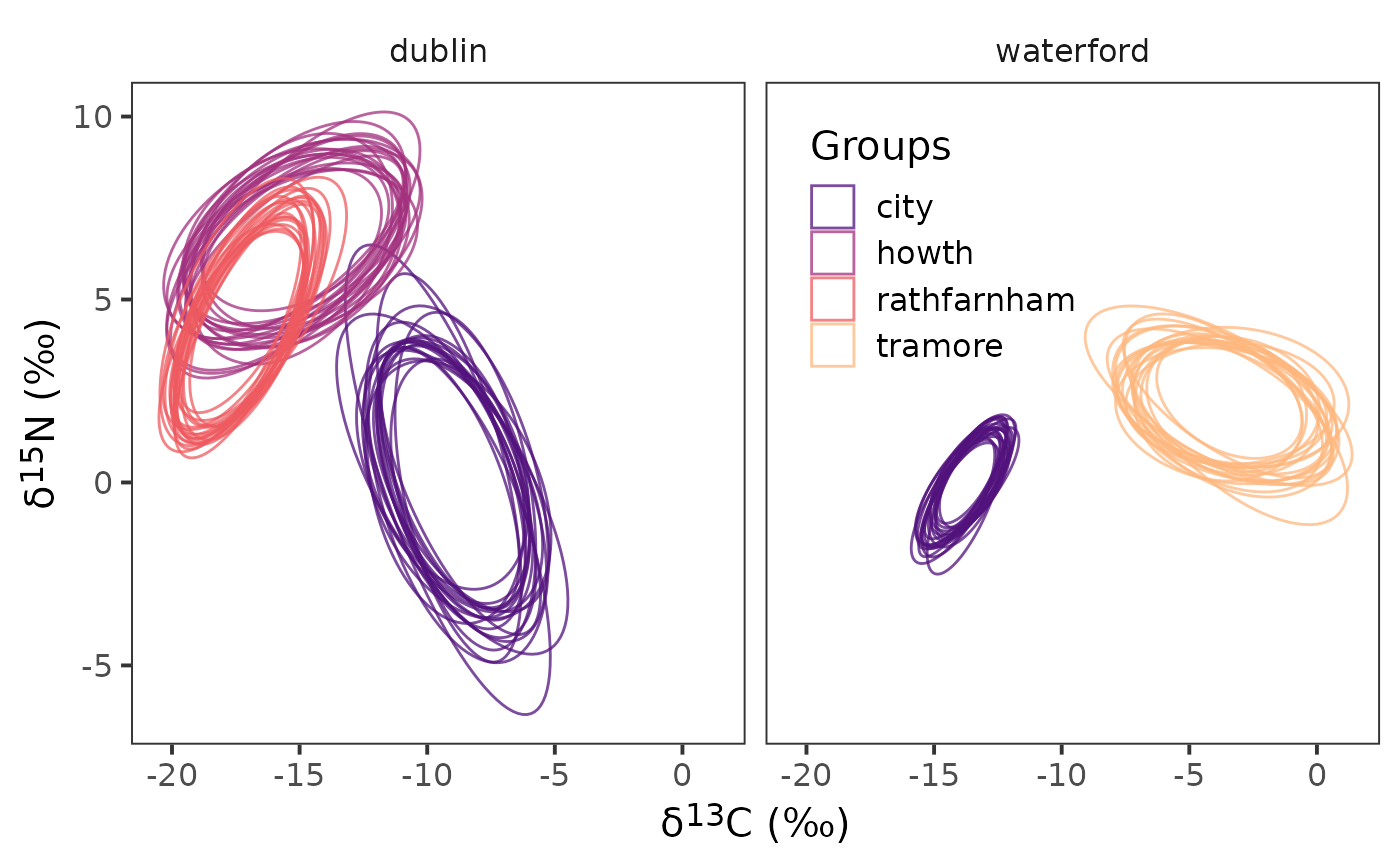 dublin
waterford
10
5
0
-5
δ15N (‰)
Groups
city
howth
rathfarnham
tramore
-20 -15 -10 -5 0
-20 -15 -10 -5 0
δ13C (‰)